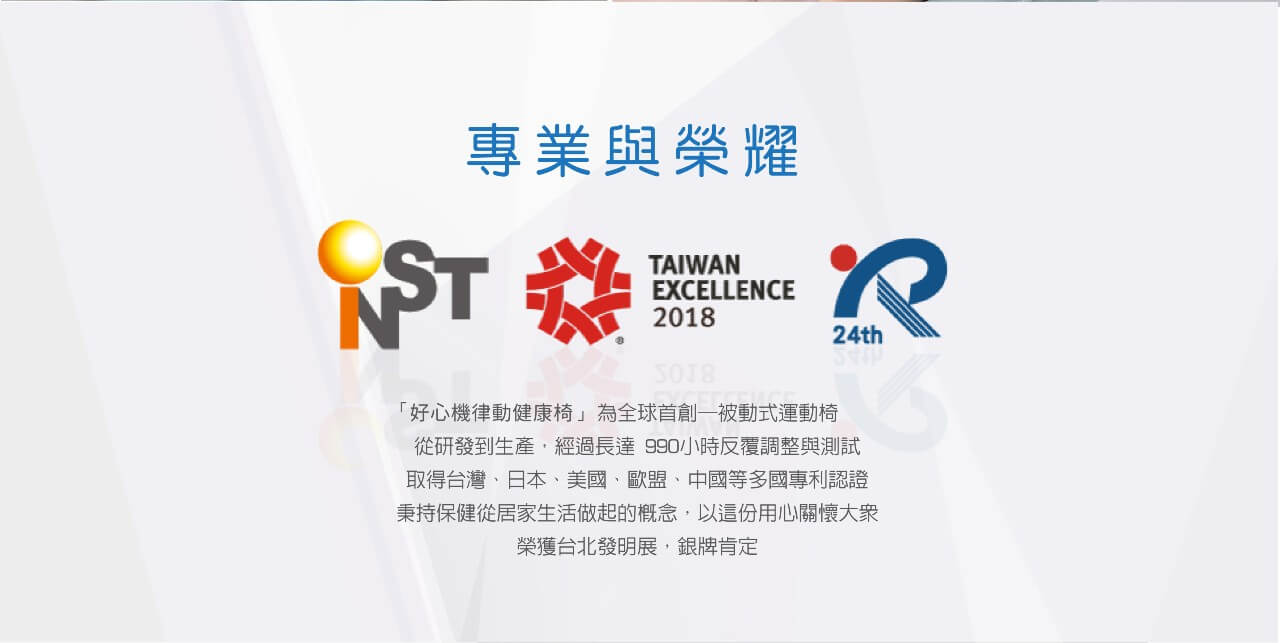 專業與榮耀
iNST
TAIWAN
EXCELLENCE
2018
®
R
24th
「好心機律動健康椅」為全球首創—被動式運動椅
從研發到生產，經過長達 990小時反覆調整與測試
取得台灣、日本、美國、歐盟、中國等多國專利認證
秉持保健從居家生活做起的概念，以這份用心關懷大眾
榮獲台北發明展，銀牌肯定